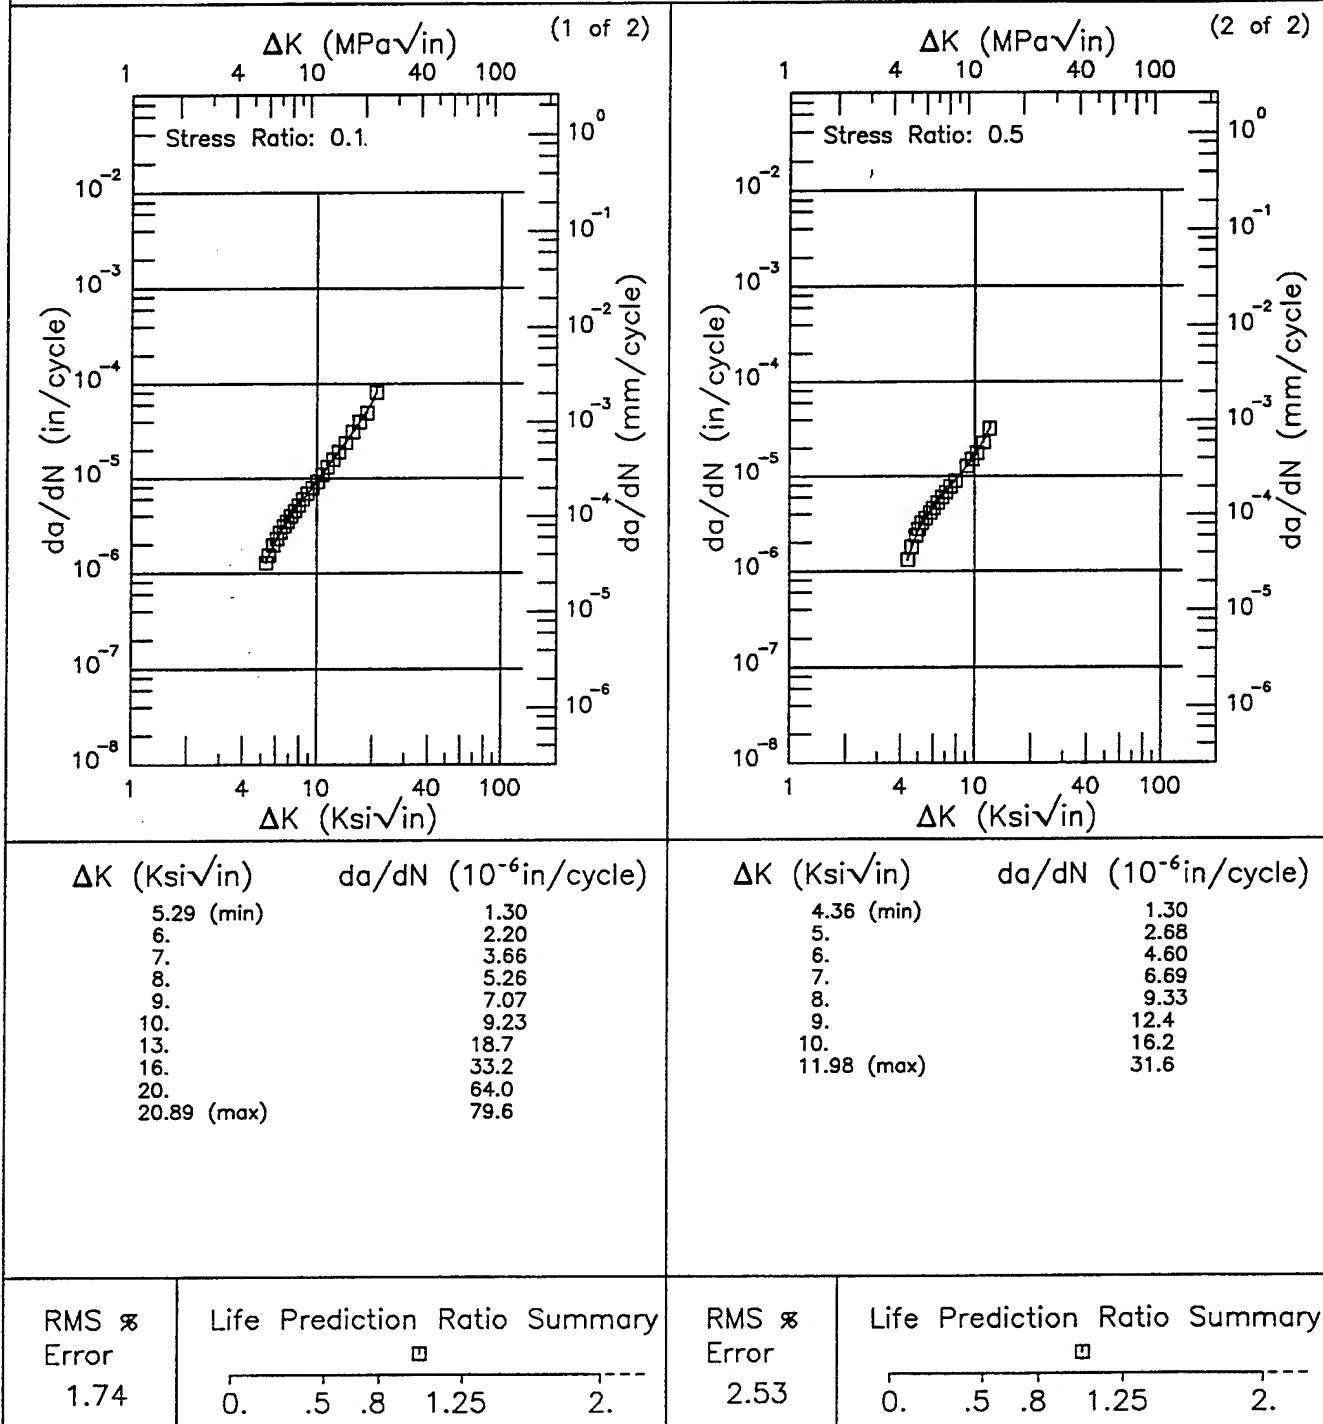 (1 of 2)
ΔK (MPa√in)
1 4 10 40 100
Stress Ratio: 0.1.
10⁰
10⁻²
10⁻¹
10⁻³
10⁻²
10⁻⁴
10⁻³
10⁻⁵
10⁻⁴
10⁻⁶
10⁻⁵
10⁻⁷
10⁻⁶
10⁻⁸
da/dN (in/cycle)
da/dN (mm/cycle)
1 4 10 40 100
ΔK (Ksi√in)
ΔK (Ksi√in) da/dN (10⁻⁶in/cycle)
5.29 (min) 1.30
6. 2.20
7. 3.66
8. 5.26
9. 7.07
10. 9.23
13. 18.7
16. 33.2
20. 64.0
20.89 (max) 79.6
RMS %
Error
1.74
Life Prediction Ratio Summary
0. .5 .8 1.25 2.
(2 of 2)
ΔK (MPa√in)
1 4 10 40 100
Stress Ratio: 0.5
10⁰
10⁻²
10⁻¹
10⁻³
10⁻²
10⁻⁴
10⁻³
10⁻⁵
10⁻⁴
10⁻⁶
10⁻⁵
10⁻⁷
10⁻⁶
10⁻⁸
da/dN (in/cycle)
da/dN (mm/cycle)
1 4 10 40 100
ΔK (Ksi√in)
ΔK (Ksi√in) da/dN (10⁻⁶in/cycle)
4.36 (min) 1.30
5. 2.68
6. 4.60
7. 6.69
8. 9.33
9. 12.4
10. 16.2
11.98 (max) 31.6
RMS %
Error
2.53
Life Prediction Ratio Summary
0. .5 .8 1.25 2.